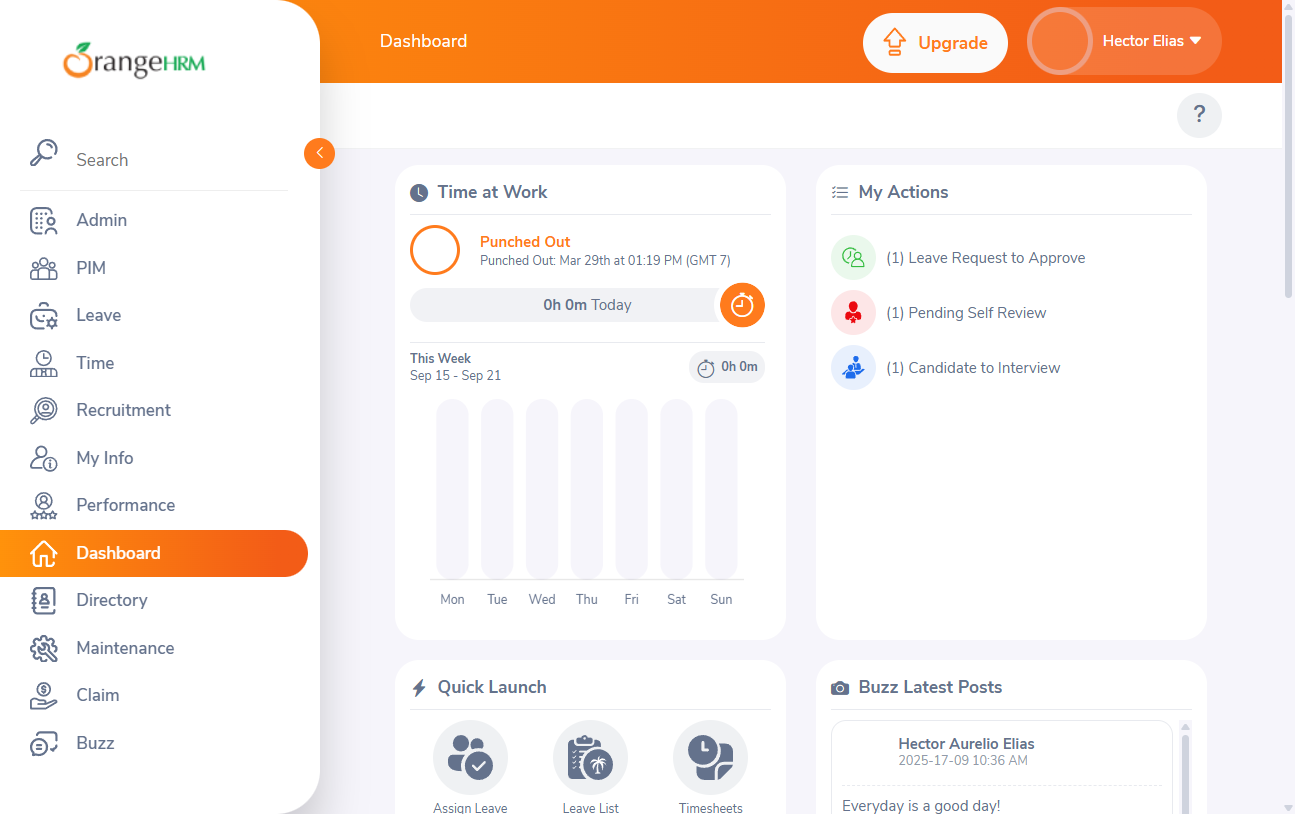 OrangeHRM
Dashboard
Upgrade
Hector Elias
?
Search
Admin
PIM
Leave
Time
Recruitment
My Info
Performance
Dashboard
Directory
Maintenance
Claim
Buzz
Time at Work
Punched Out
Punched Out: Mar 29th at 01:19 PM (GMT 7)
0h 0m Today
This Week
Sep 15 - Sep 21
0h 0m
Mon Tue Wed Thu Fri Sat Sun
My Actions
(1) Leave Request to Approve
(1) Pending Self Review
(1) Candidate to Interview
Quick Launch
Assign Leave Leave List Timesheets
Buzz Latest Posts
Hector Aurelio Elias
2025-17-09 10:36 AM
Everyday is a good day!